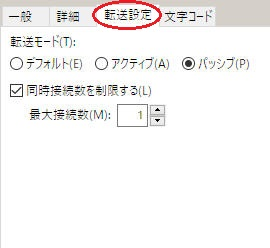 一般 詳細 転送設定 文字コード
転送モード(T):
デフォルト(E) アクティブ(A) パッシブ(P)
同時接続数を制限する(L)
最大接続数(M): 1